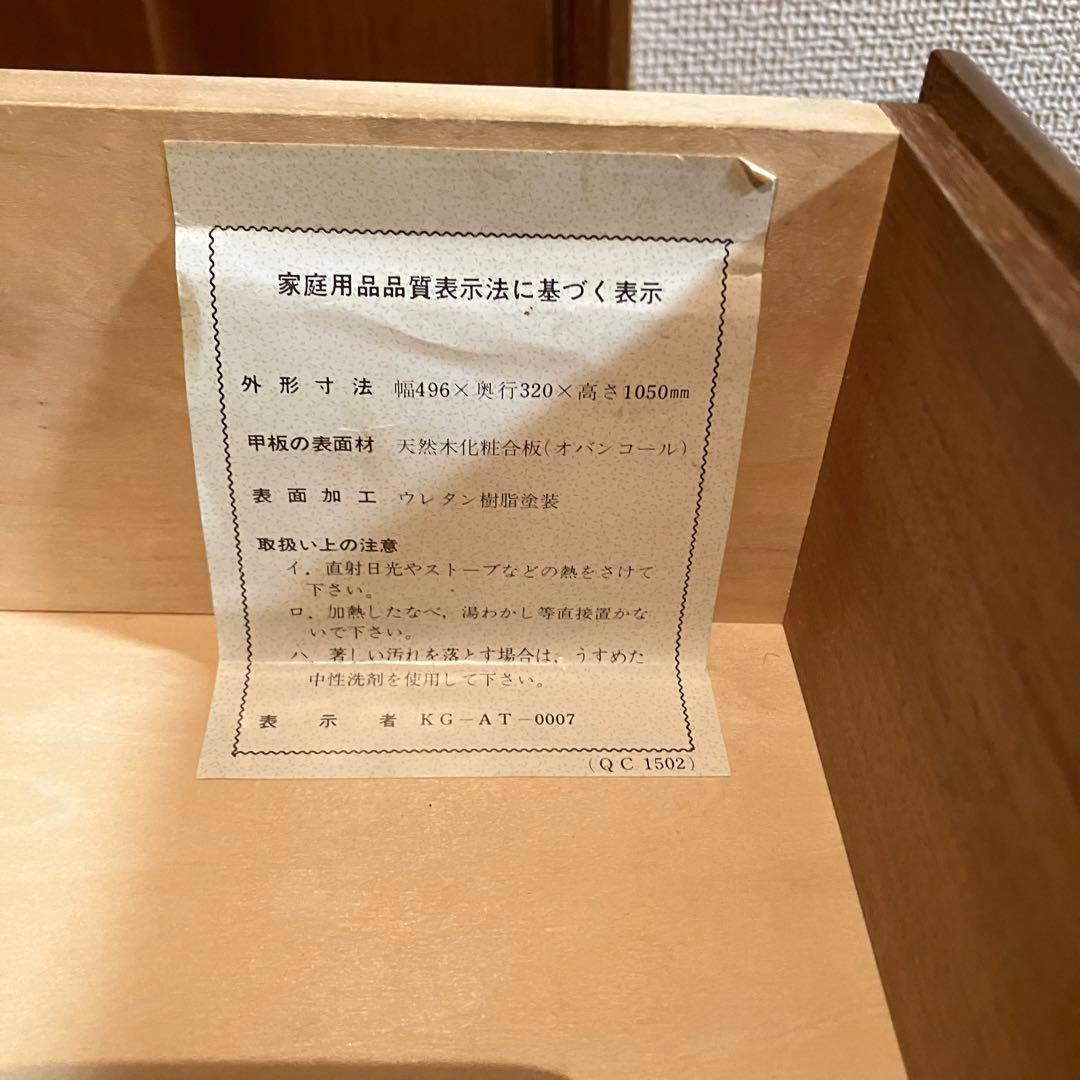 家庭用品品質表示法に基づく表示
外形寸法 幅496×奥行320×高さ1050mm
甲板の表面材 天然木化粧合板(オバンコール)
表面加工 ウレタン樹脂塗装
取扱い上の注意
イ．直射日光やストーブなどの熱をさけて
下さい。
ロ．加熱したなべ，湯わかし等直接置かな
いで下さい。
ハ．著しい汚れを落とす場合は，うすめた
中性洗剤を使用して下さい。
表示者 KG－AT－0007
(QC 1502)